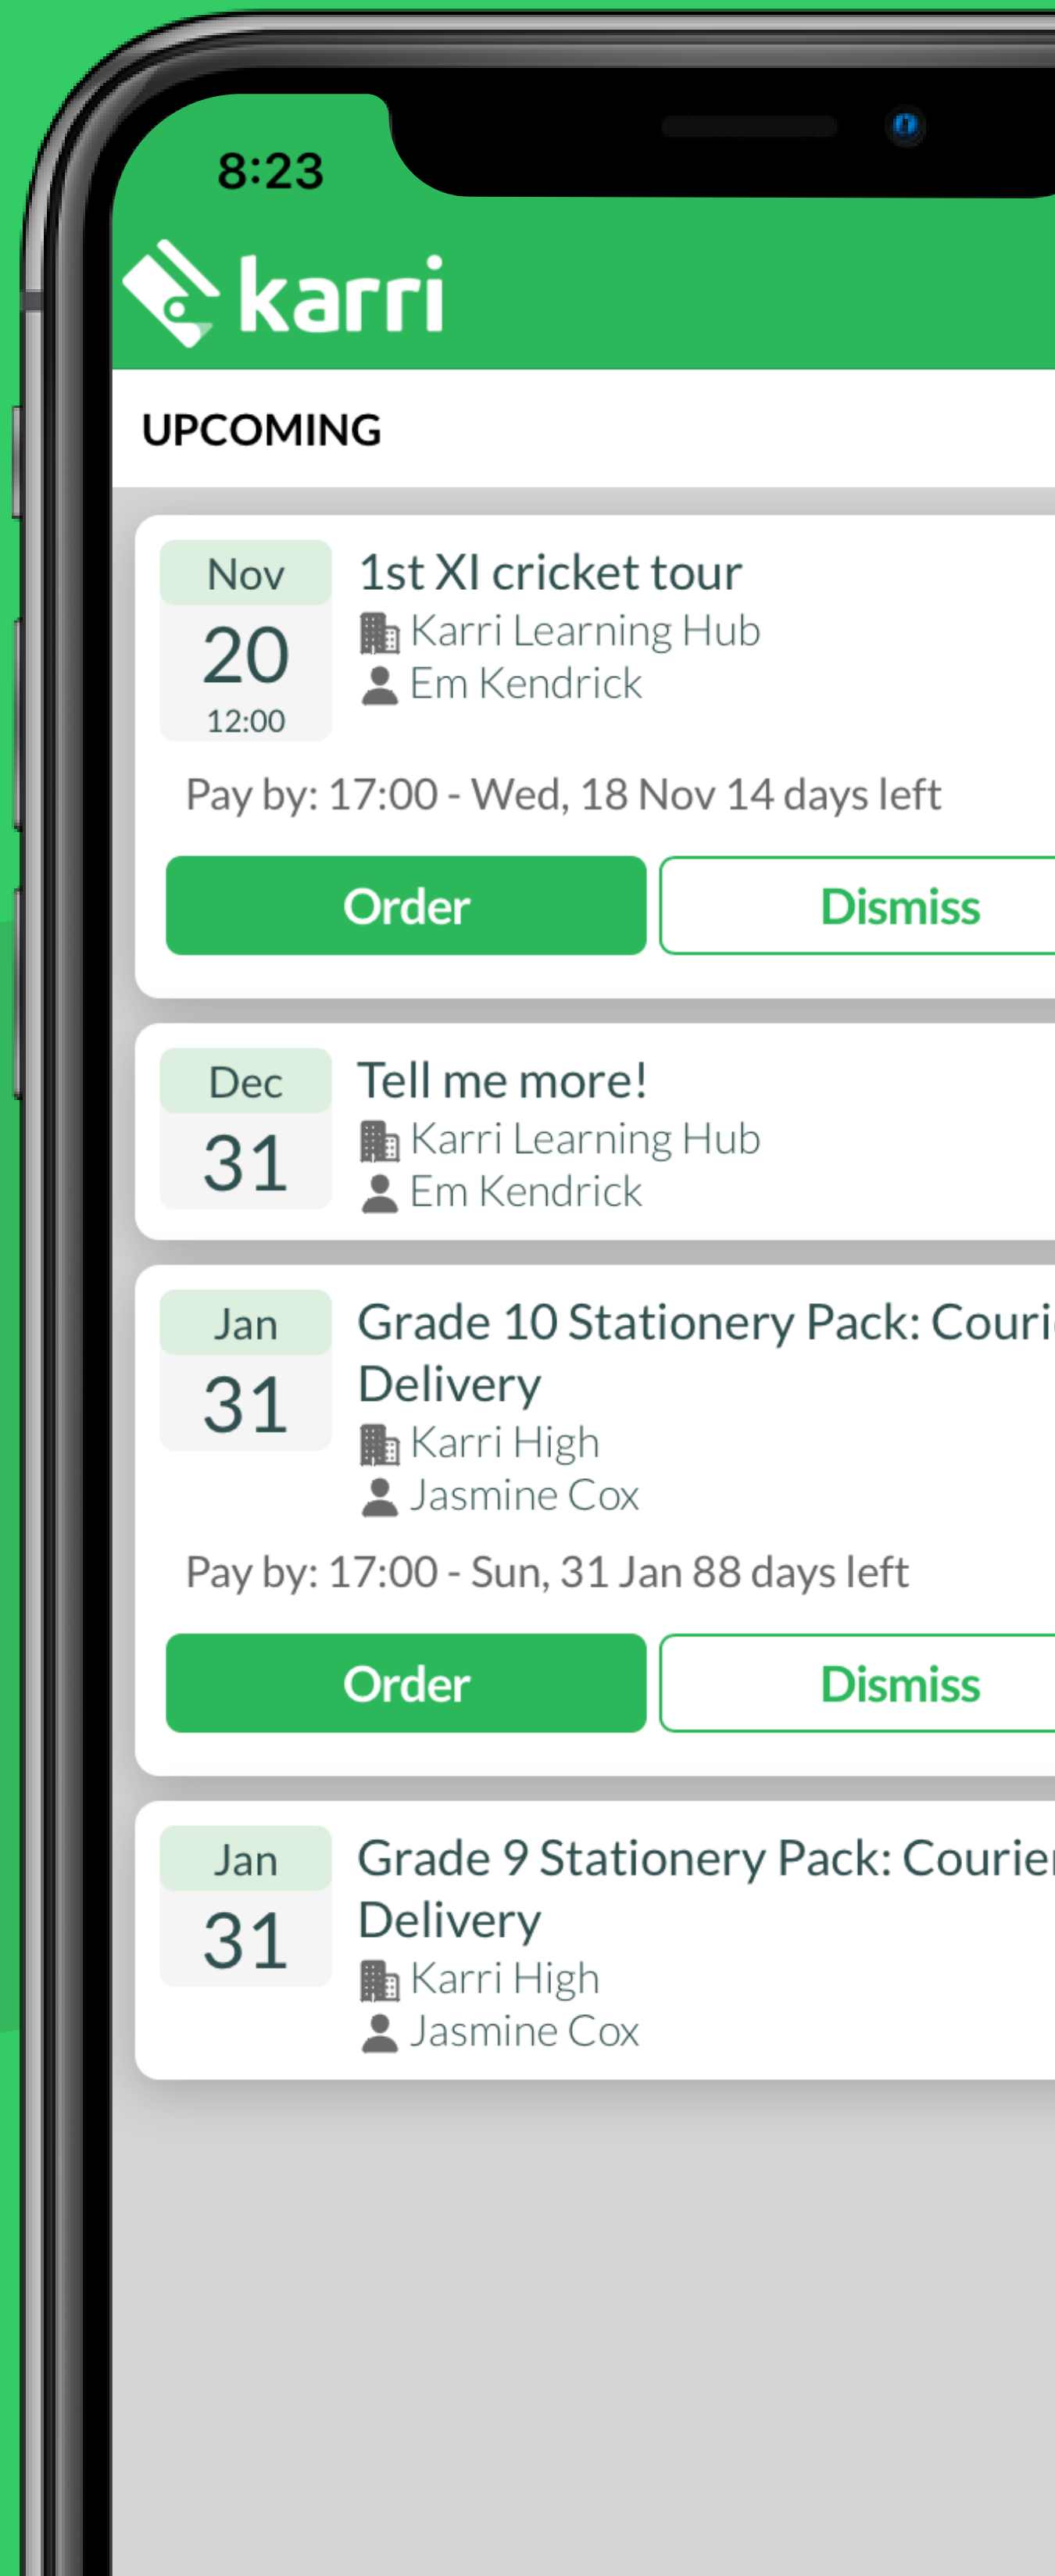 8:23
karri
UPCOMING
Nov
20
12:00
1st XI cricket tour
Karri Learning Hub
Em Kendrick
Pay by: 17:00 - Wed, 18 Nov 14 days left
Order
Dismiss
Dec
31
Tell me more!
Karri Learning Hub
Em Kendrick
Jan
31
Grade 10 Stationery Pack:
Delivery
Karri High
Jasmine Cox
Pay by: 17:00 - Sun, 31 Jan 88 days left
Order
Dismiss
Jan
31
Grade 9 Stationery Pack: Courier
Delivery
Karri High
Jasmine Cox